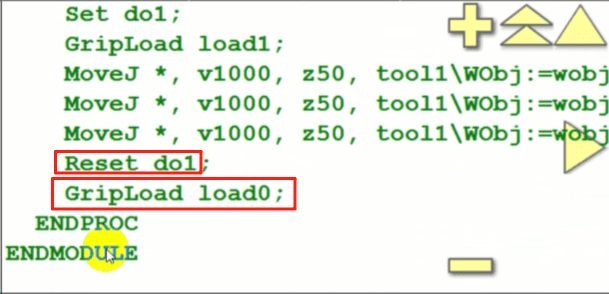 Set do1;
GripLoad load1;
MoveJ *, v1000, z50, tool1\WObj:=wobj
MoveJ *, v1000, z50, tool1\WObj:=wobj
MoveJ *, v1000, z50, tool1\WObj:=wobj
Reset do1;
GripLoad load0;
ENDPROC
ENDMODULE